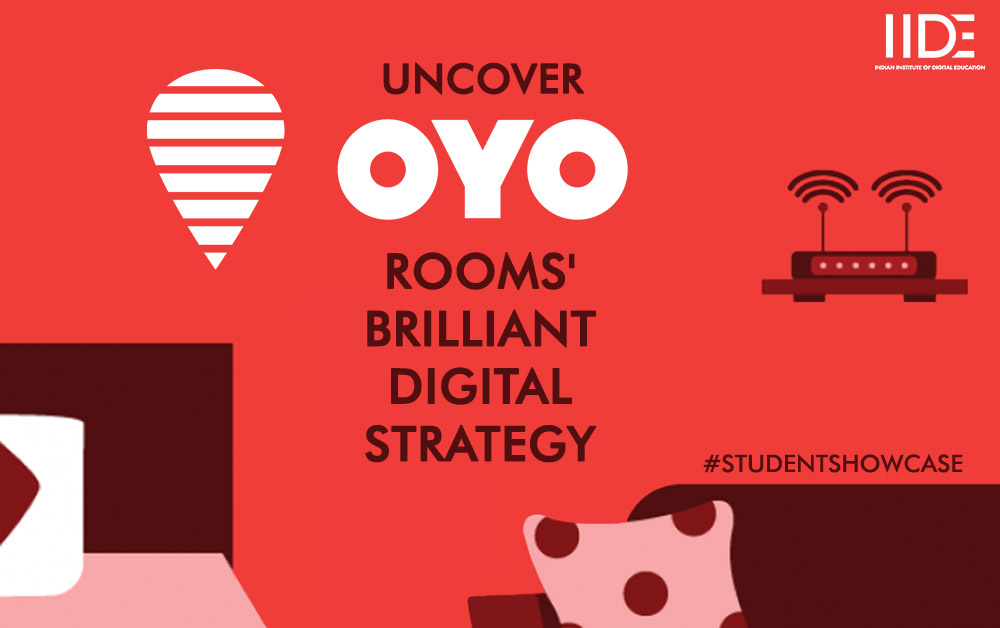 IIDE
INDIAN INSTITUTE OF DIGITAL EDUCATION
UNCOVER
OYO
ROOMS'
BRILLIANT
DIGITAL
STRATEGY
#STUDENTSHOWCASE